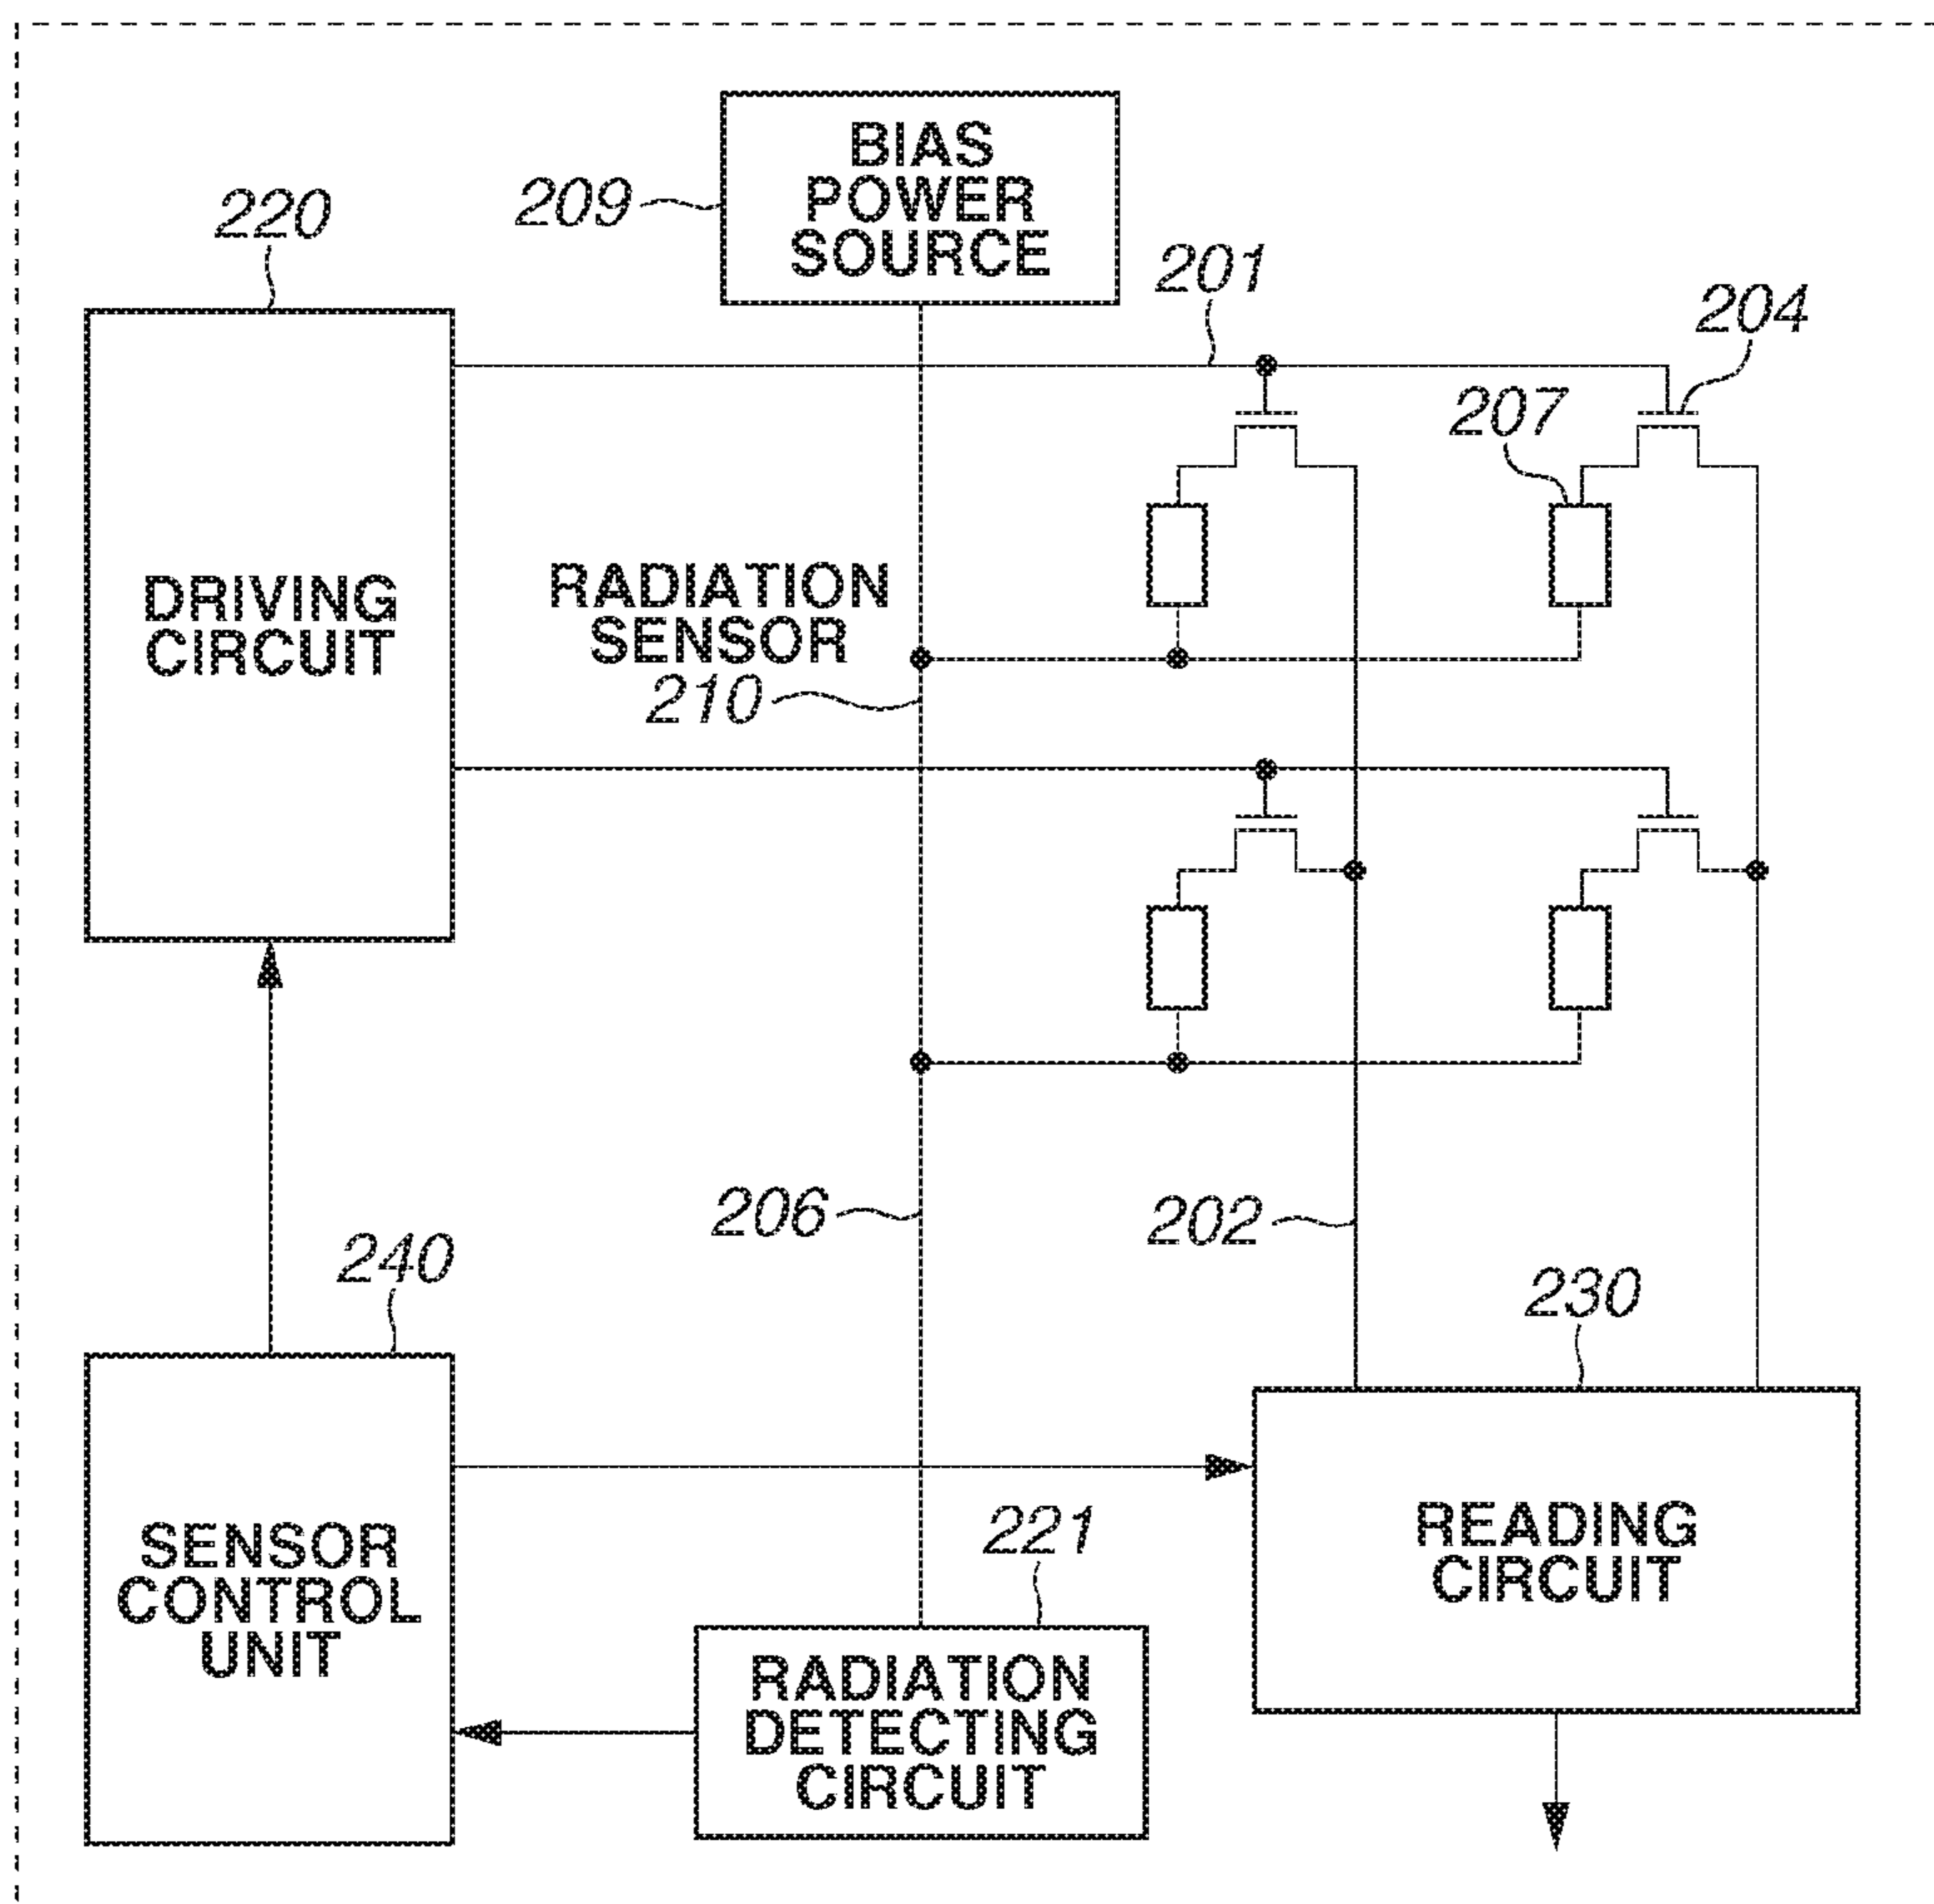 BIAS
POWER
SOURCE
209
220
201
204
207
DRIVING
CIRCUIT
RADIATION
SENSOR
210
206
202
240
230
SENSOR
CONTROL
UNIT
221
READING
CIRCUIT
RADIATION
DETECTING
CIRCUIT